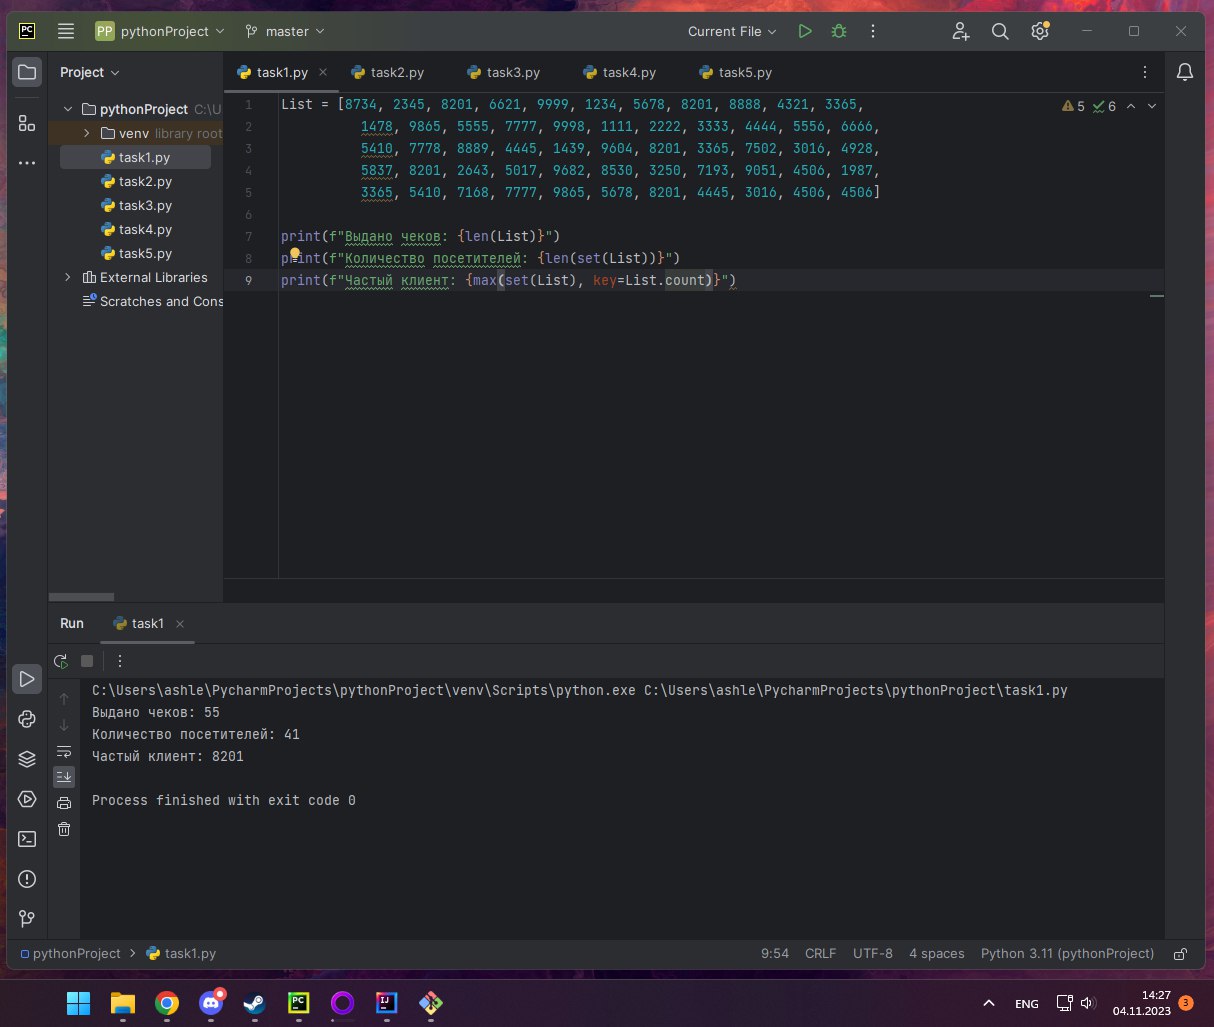 PC
PP pythonProject master Current File
Project
task1.py task2.py task3.py task4.py task5.py
pythonProject C:\U
venv library root
task1.py
task2.py
task3.py
task4.py
task5.py
External Libraries
Scratches and Cons
5 6
1 List = [8734, 2345, 8201, 6621, 9999, 1234, 5678, 8201, 8888, 4321, 3365,
2 1478, 9865, 5555, 7777, 9998, 1111, 2222, 3333, 4444, 5556, 6666,
3 5410, 7778, 8889, 4445, 1439, 9604, 8201, 3365, 7502, 3016, 4928,
4 5837, 8201, 2643, 5017, 9682, 8530, 3250, 7193, 9051, 4506, 1987,
5 3365, 5410, 7168, 7777, 9865, 5678, 8201, 4445, 3016, 4506, 4506]
6
7 print(f"Выдано чеков: {len(List)}")
8 print(f"Количество посетителей: {len(set(List))}")
9 print(f"Частый клиент: {max(set(List), key=List.count)}")
Run task1
C:\Users\ashle\PycharmProjects\pythonProject\venv\Scripts\python.exe C:\Users\ashle\PycharmProjects\pythonProject\task1.py
Выдано чеков: 55
Количество посетителей: 41
Частый клиент: 8201
Process finished with exit code 0
pythonProject > task1.py 9:54 CRLF UTF-8 4 spaces Python 3.11 (pythonProject)
PC IJ ENG 14:27
04.11.2023 3